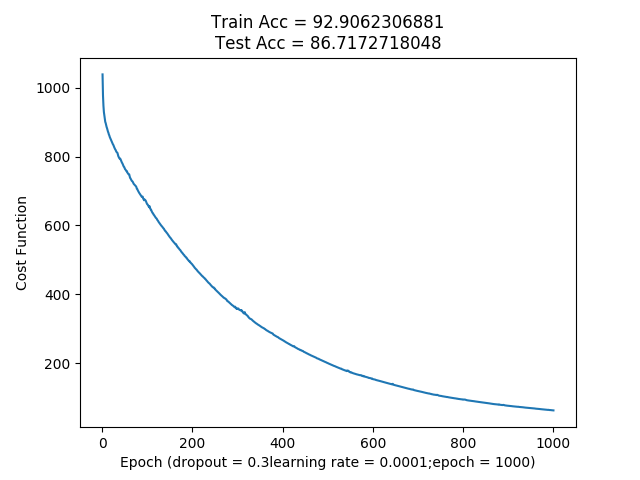 Train Acc = 92.9062306881
Test Acc = 86.7172718048
1000
800
600
400
200
Cost Function
0 200 400 600 800 1000
Epoch (dropout = 0.3learning rate = 0.0001;epoch = 1000)